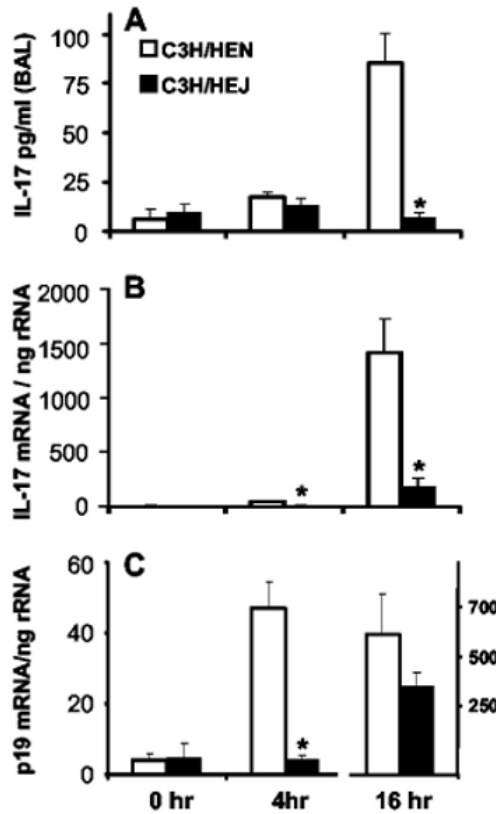 A
C3H/HEN
C3H/HEJ
IL-17 pg/ml (BAL)
100
75
50
25
0
*
B
IL-17 mRNA / ng rRNA
2000
1500
1000
500
0
*
*
C
p19 mRNA/ng rRNA
60
40
20
0
*
700
500
250
0 hr
4hr
16 hr